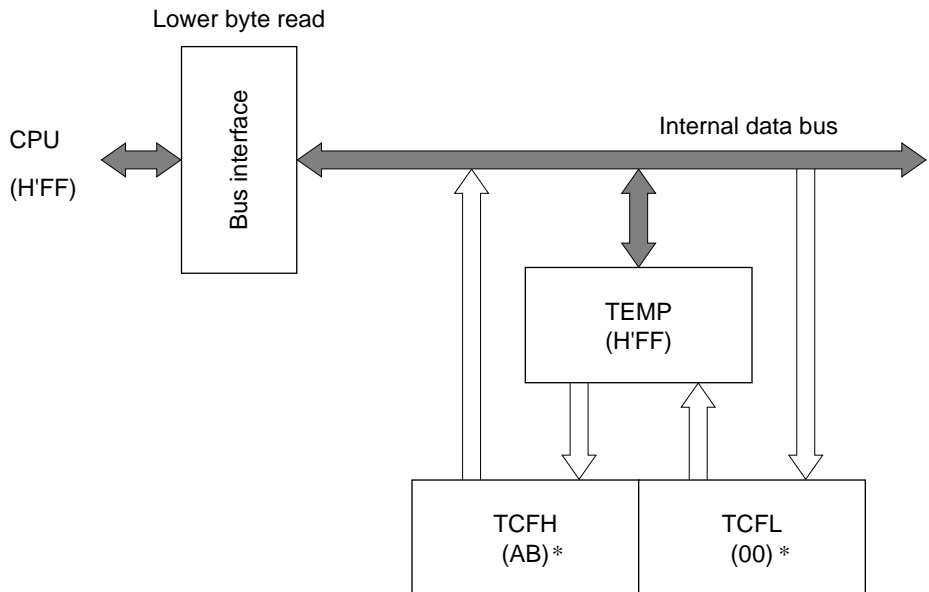 Lower byte read
CPU
(H'FF)
Bus interface
Internal data bus
TEMP
(H'FF)
TCFH
(AB)*
TCFL
(00)*